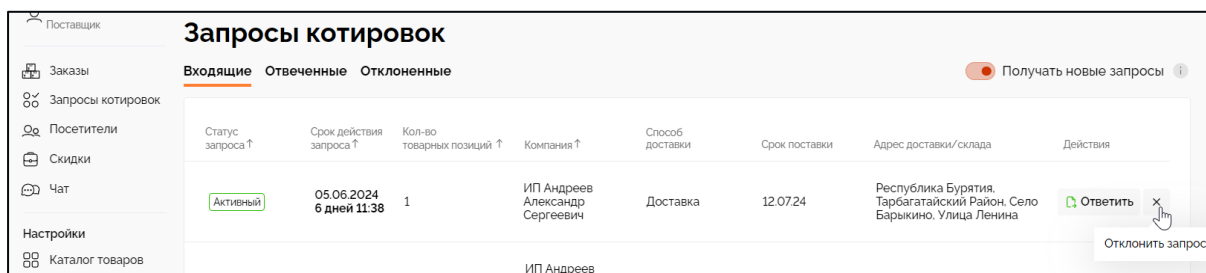 Поставщик
Запросы котировок
Заказы
Запросы котировок
Посетители
Скидки
Чат
Настройки
Каталог товаров
Входящие Отвеченные Отклоненные
Получать новые запросы i
Статус
запроса ↑
Срок действия
запроса ↑
Кол-во
товарных позиций ↑
Компания ↑
Способ
доставки
Срок поставки
Адрес доставки/склада
Действия
Активный
05.06.2024
6 дней 11:38
1
ИП Андреев
Александр
Сергеевич
Доставка
12.07.24
Республика Бурятия,
Тарбагатайский Район, Село
Барыкино, Улица Ленина
Ответить
Отклонить запрос
ИП Андреев